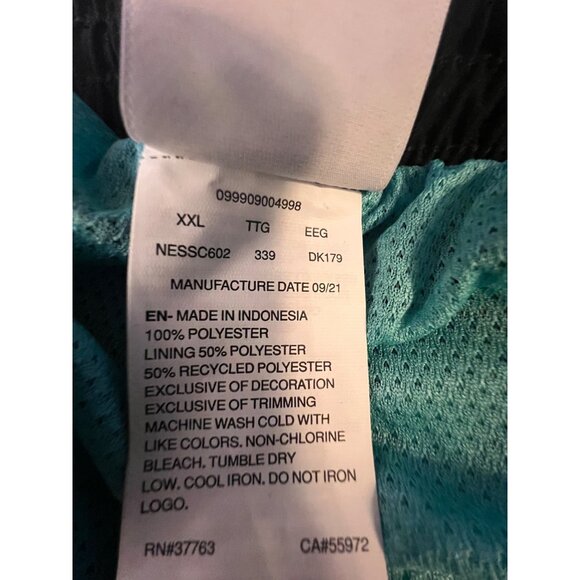 099909004998
XXL TTG EEG
NESSC602 339 DK179
MANUFACTURE DATE 09/21
EN- MADE IN INDONESIA
100% POLYESTER
LINING 50% POLYESTER
50% RECYCLED POLYESTER
EXCLUSIVE OF DECORATION
EXCLUSIVE OF TRIMMING
MACHINE WASH COLD WITH
LIKE COLORS. NON-CHLORINE
BLEACH. TUMBLE DRY
LOW. COOL IRON. DO NOT IRON
LOGO.
RN#37763 CA#55972